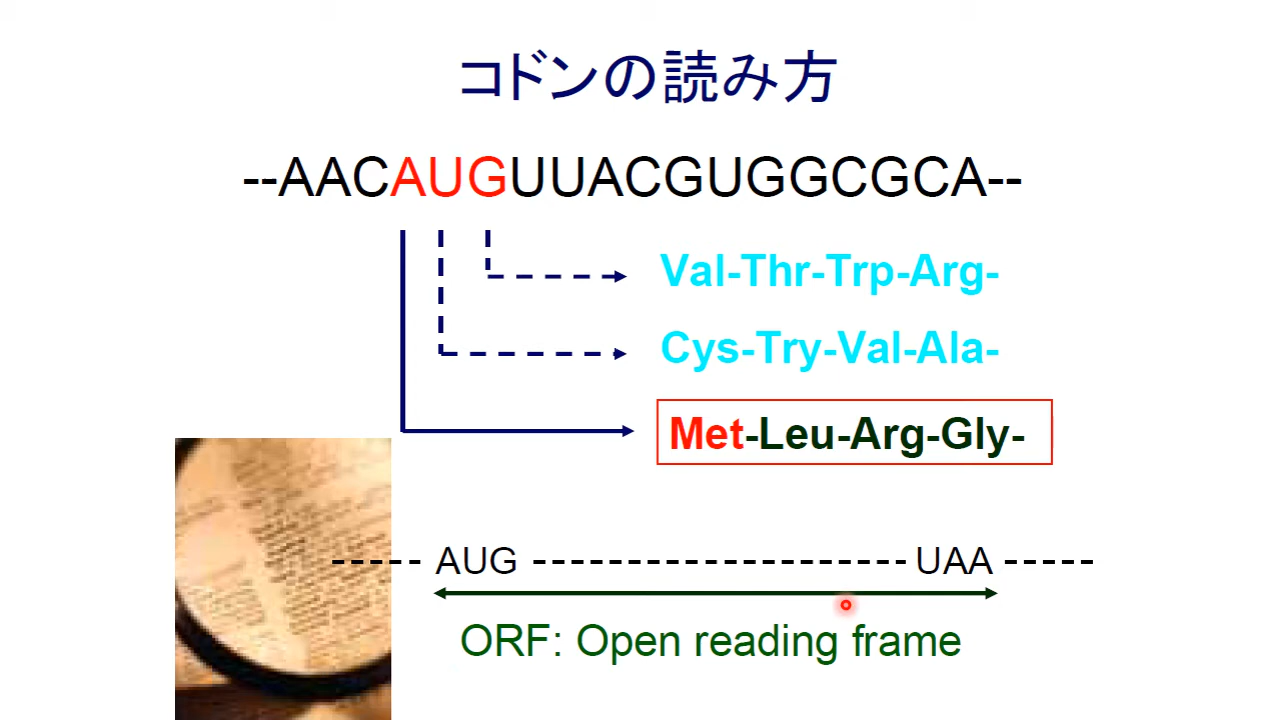 コドンの読み方
--AACAUGUUACGUGGCGCA--
Val-Thr-Trp-Arg-
Cys-Try-Val-Ala-
Met-Leu-Arg-Gly-
----- AUG ------------------ UAA -----
ORF: Open reading frame